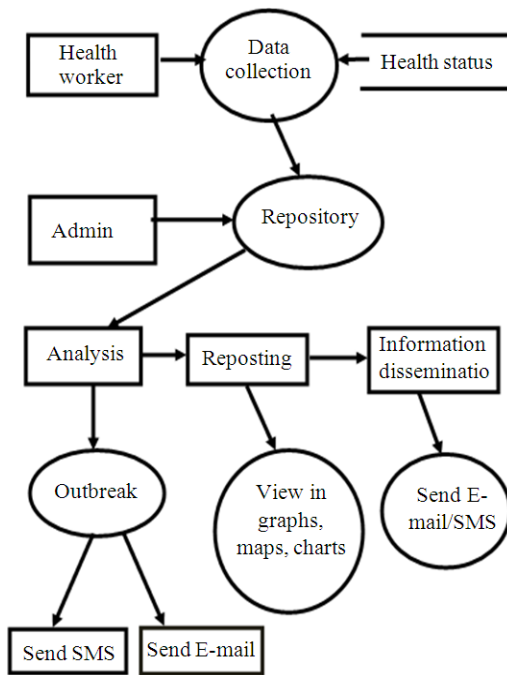 Health
worker
Data
collection
Health status
Admin
Repository
Analysis
Reposting
Information
disseminatio
Outbreak
View in
graphs,
maps, charts
Send E-
mail/SMS
Send SMS
Send E-mail